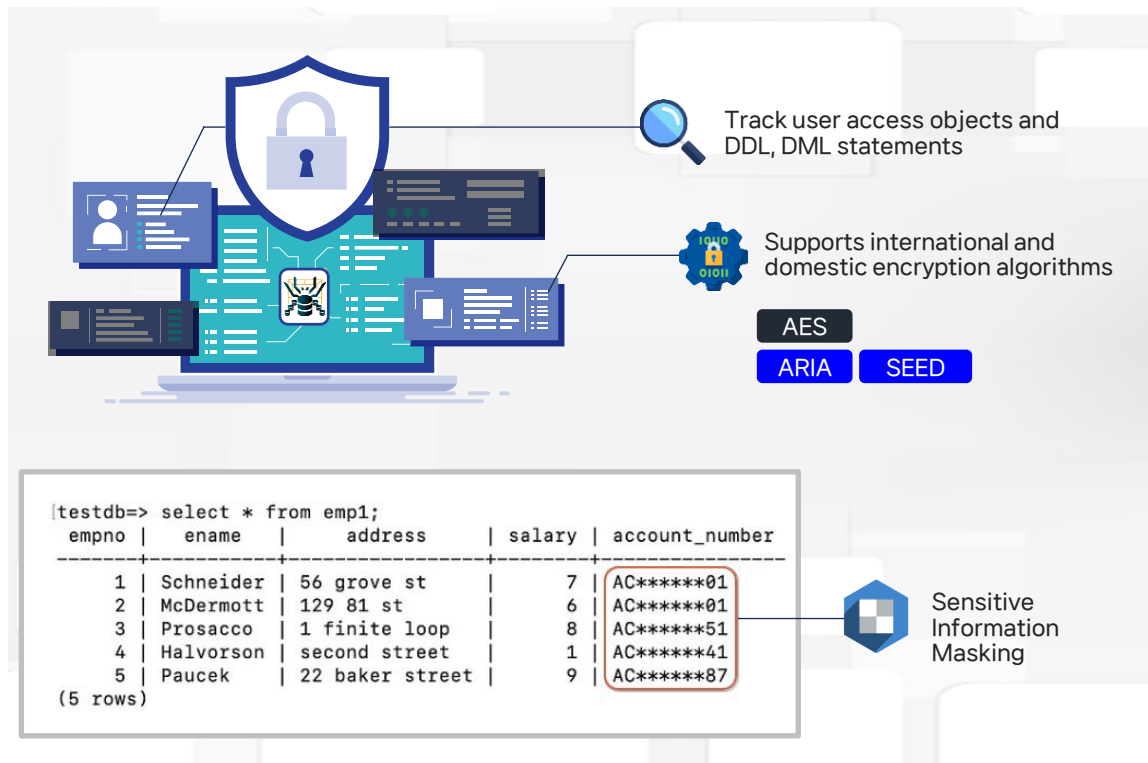 Track user access objects and
DDL, DML statements
10110
01011
Supports international and
domestic encryption algorithms
AES
ARIA SEED
[testdb=> select * from emp1;
empno | ename | address | salary | account_number
-------+-----------+------------------+--------+----------------
1 | Schneider | 56 grove st | 7 | AC******01
2 | McDermott | 129 81 st | 6 | AC******01
3 | Prosacco | 1 finite loop | 8 | AC******51
4 | Halvorson | second street | 1 | AC******41
5 | Paucek | 22 baker street | 9 | AC******87
(5 rows)
Sensitive
Information
Masking